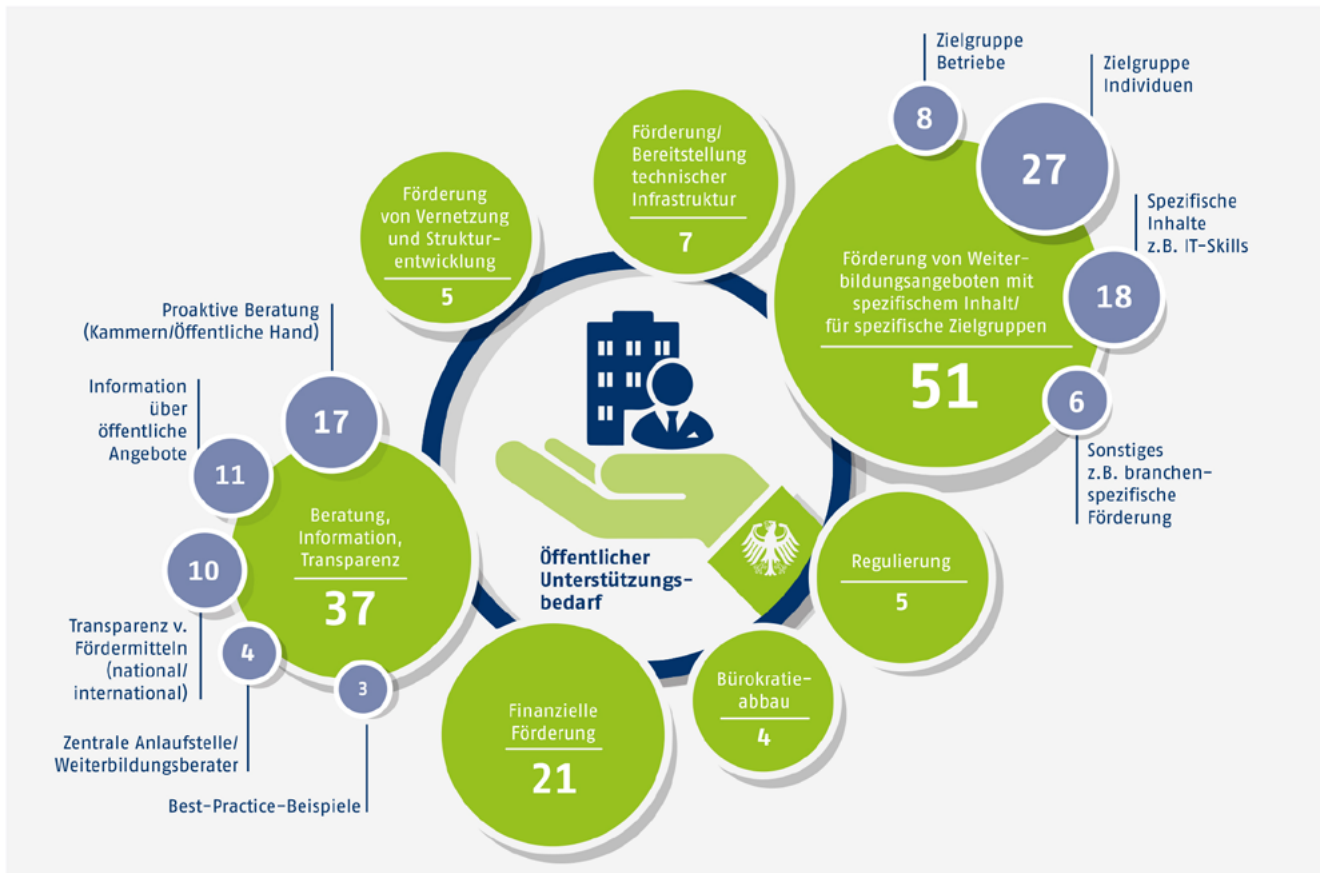 Zielgruppe
Betriebe
8
Zielgruppe
Individuen
27
Spezifische
Inhalte
z.B. IT-Skills
18
6
Sonstiges
z.B. branchen-
spezifische
Förderung
Förderung von Weiter-
bildungsangeboten mit
spezifischem Inhalt/
für spezifische Zielgruppen
51
Förderung/
Bereitstellung
technischer
Infrastruktur
7
Förderung
von Vernetzung
und Struktur-
entwicklung
5
Proaktive Beratung
(Kammern/Öffentliche Hand)
17
Information
über
öffentliche
Angebote
11
10
Transparenz v.
Fördermitteln
(national/
international)
4
Zentrale Anlaufstelle/
Weiterbildungsberater
3
Best-Practice-Beispiele
Beratung,
Information,
Transparenz
37
Öffentlicher
Unterstützungs-
bedarf
Regulierung
5
Bürokratie-
abbau
4
Finanzielle
Förderung
21